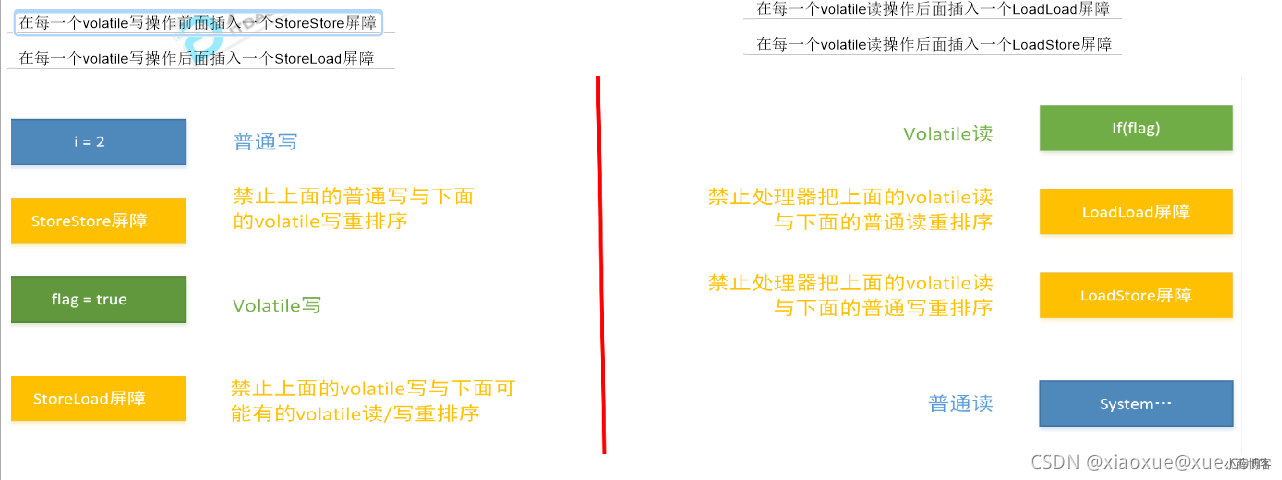 在每一个volatile写操作前面插入一个StoreStore屏障
在每一个volatile写操作后面插入一个StoreLoad屏障
i = 2
普通写
StoreStore屏障
禁止上面的普通写与下面
的volatile写重排序
flag = true
Volatile写
StoreLoad屏障
禁止上面的volatile写与下面可
能有的volatile读/写重排序
在每一个volatile读操作后面插入一个LoadLoad屏障
在每一个volatile读操作后面插入一个LoadStore屏障
Volatile读
If(flag)
禁止处理器把上面的volatile读
与下面的普通读重排序
LoadLoad屏障
禁止处理器把上面的volatile读
与下面的普通写重排序
LoadStore屏障
普通读
System…
CSDN @xiaoxue@xue